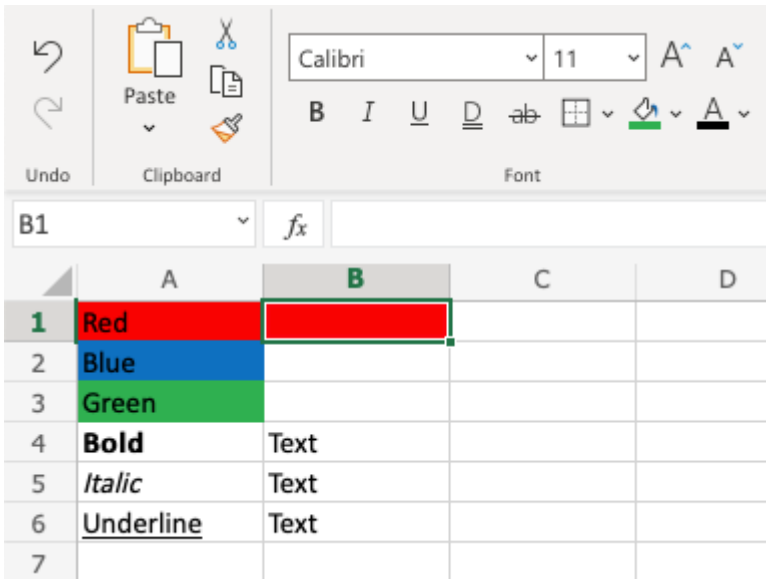 Calibri 11 A^ Aˇ
Paste
B I U D ab A
Undo Clipboard Font
B1 fx
A B C D
1 Red
2 Blue
3 Green
4 Bold Text
5 Italic Text
6 Underline Text
7